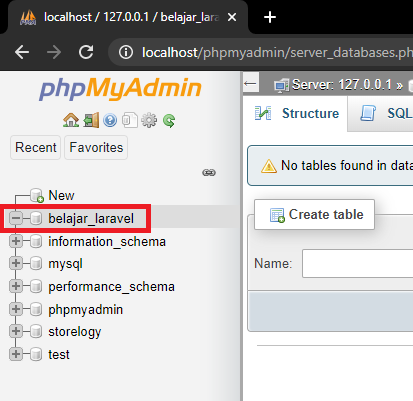 localhost / 127.0.0.1 / belajar_lara
localhost/phpmyadmin/server_databases.ph
phpMyAdmin
Recent
Favorites
New
belajar_laravel
information_schema
mysql
performance_schema
phpmyadmin
storelogy
test
Server: 127.0.0.1 »
Structure
SQL
No tables found in data
Create table
Name: